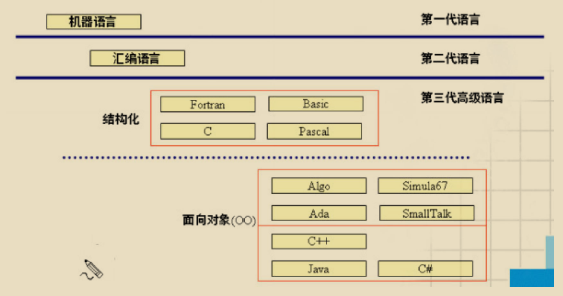 机器语言 第一代语言
汇编语言 第二代语言
第三代高级语言
Fortran Basic
结构化
C Pascal
Algo Simula67
Ada SmallTalk
面向对象(OO)
C++
Java C#